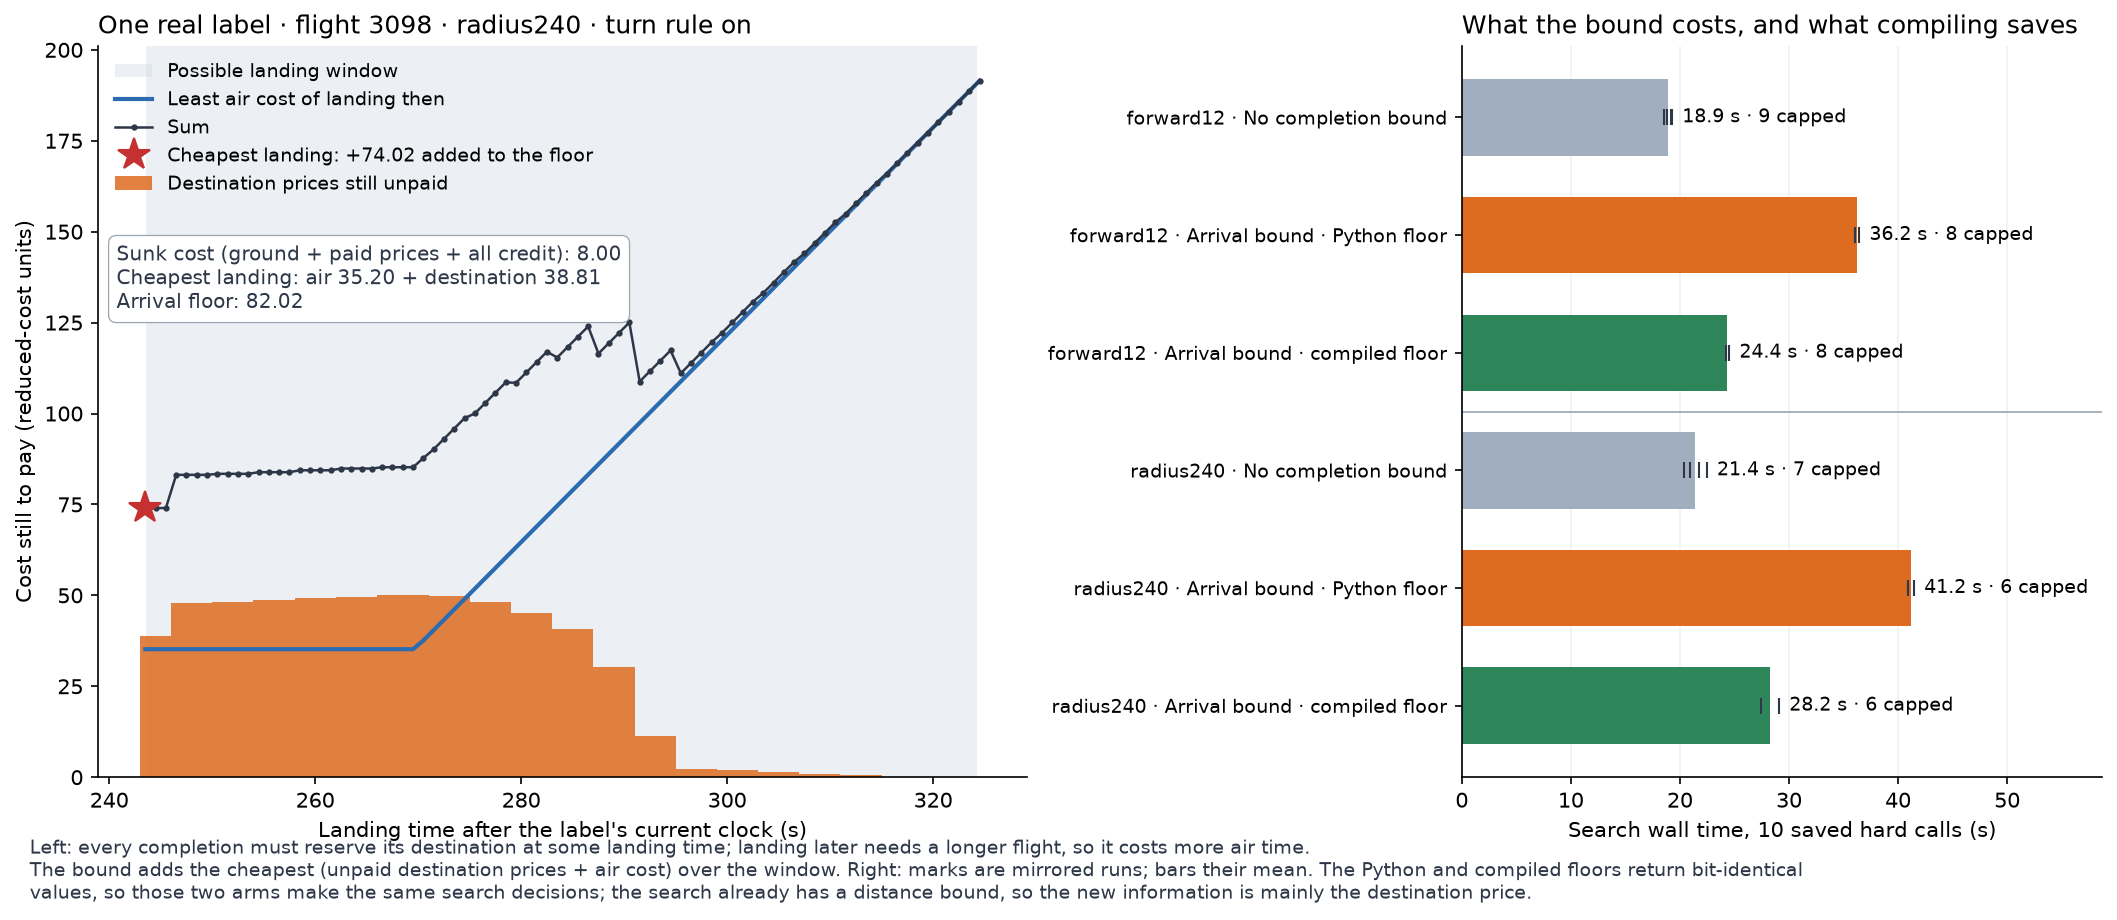 One real label · flight 3098 · radius240 · turn rule on
200
175
150
125
100
75
50
25
0
Cost still to pay (reduced-cost units)
Possible landing window
Least air cost of landing then
Sum
Cheapest landing: +74.02 added to the floor
Destination prices still unpaid
Sunk cost (ground + paid prices + all credit): 8.00
Cheapest landing: air 35.20 + destination 38.81
Arrival floor: 82.02
240
260
280
300
320
Landing time after the label's current clock (s)
What the bound costs, and what compiling saves
forward12 · No completion bound
18.9 s · 9 capped
forward12 · Arrival bound · Python floor
36.2 s · 8 capped
forward12 · Arrival bound · compiled floor
24.4 s · 8 capped
radius240 · No completion bound
21.4 s · 7 capped
radius240 · Arrival bound · Python floor
41.2 s · 6 capped
radius240 · Arrival bound · compiled floor
28.2 s · 6 capped
0
10
20
30
40
50
Search wall time, 10 saved hard calls (s)
Left: every completion must reserve its destination at some landing time; landing later needs a longer flight, so it costs more air time.
The bound adds the cheapest (unpaid destination prices + air cost) over the window. Right: marks are mirrored runs; bars their mean. The Python and compiled floors return bit-identical
values, so those two arms make the same search decisions; the search already has a distance bound, so the new information is mainly the destination price.